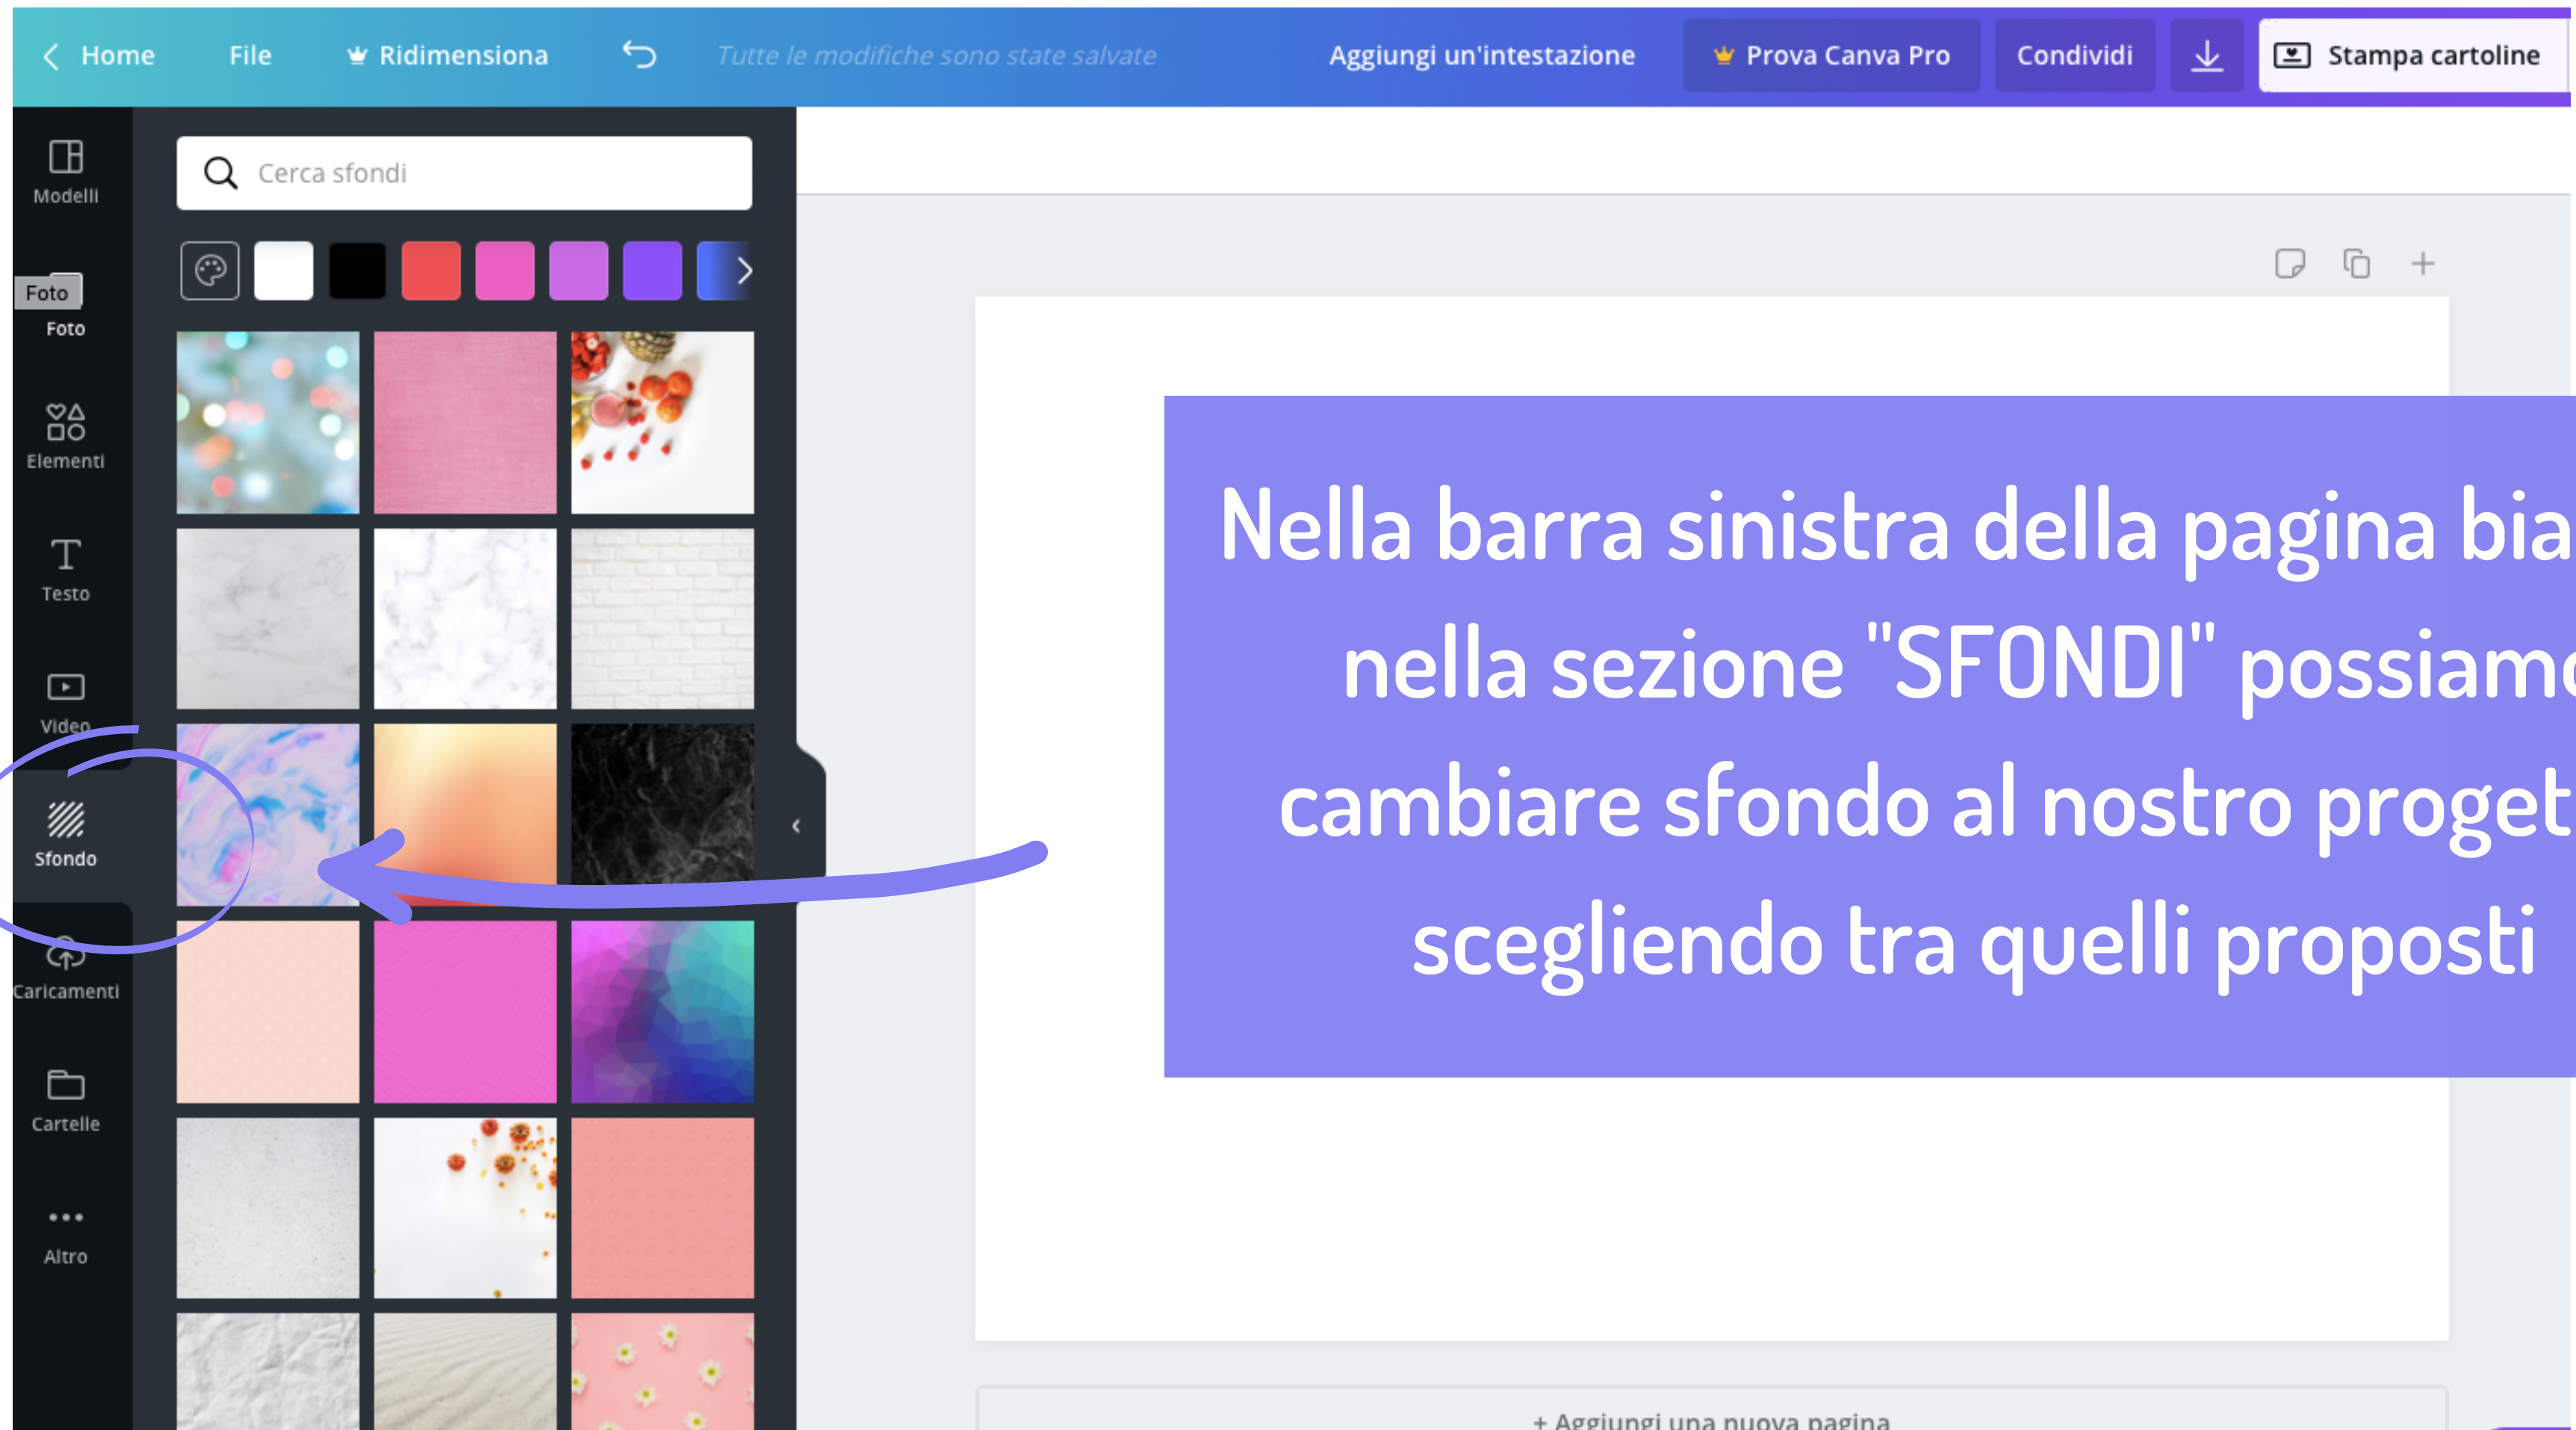 Home File Ridimensiona Tutte le modifiche sono state salvate Aggiungi un'intestazione Prova Canva Pro Condividi Stampa cartoline
Cerca sfondi
Modelli
Foto
Foto
Elementi
Testo
Video
Sfondo
Caricamenti
Cartelle
Altro
Nella barra sinistra della pagina
nella sezione "SFONDI" possiamo
cambiare sfondo al nostro
scegliendo tra quelli proposti
+ Aggiungi una nuova pagina